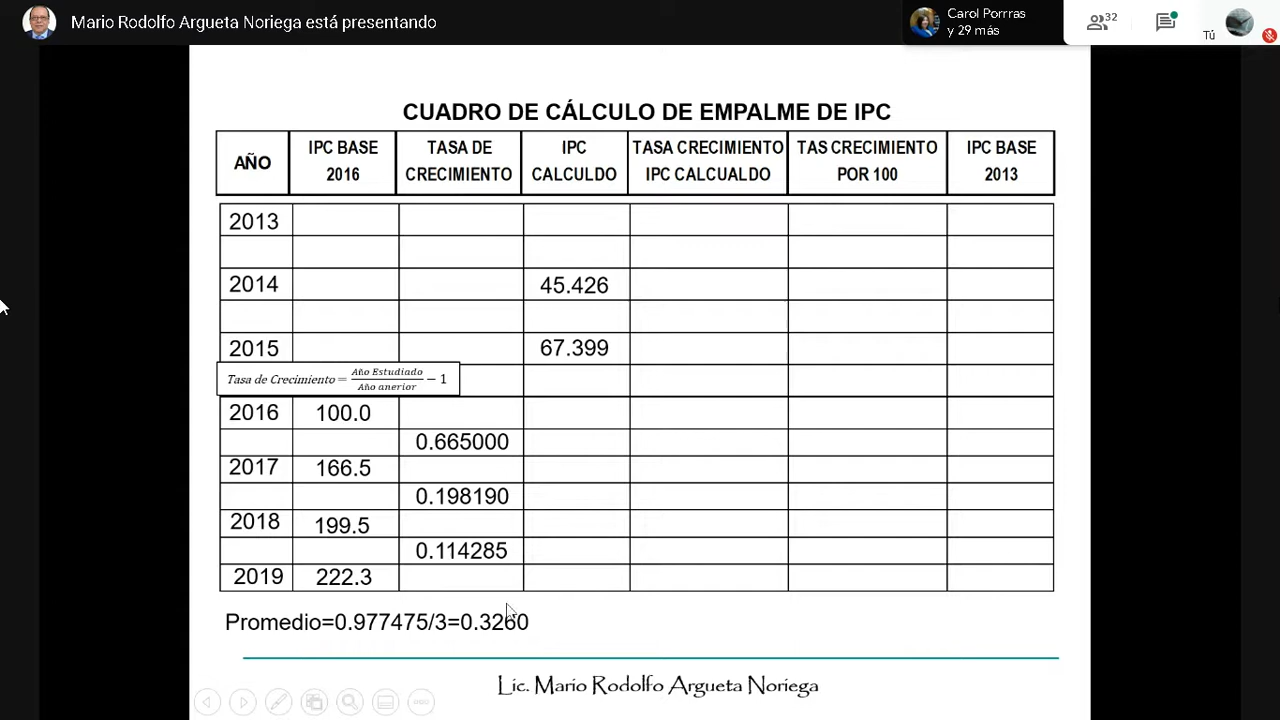 Mario Rodolfo Argueta Noriega está presentando
Carol Porrras
y 29 más
32
Tú
CUADRO DE CÁLCULO DE EMPALME DE IPC
AÑO
IPC BASE 2016
TASA DE CRECIMIENTO
IPC CALCULDO
TASA CRECIMIENTO IPC CALCUALDO
TAS CRECIMIENTO POR 100
IPC BASE 2013
2013
2014 45.426
2015 67.399
Tasa de Crecimiento = Año Estudiado / Año anerior − 1
2016 100.0
0.665000
2017 166.5
0.198190
2018 199.5
0.114285
2019 222.3
Promedio=0.977475/3=0.3260
Lic. Mario Rodolfo Argueta Noriega